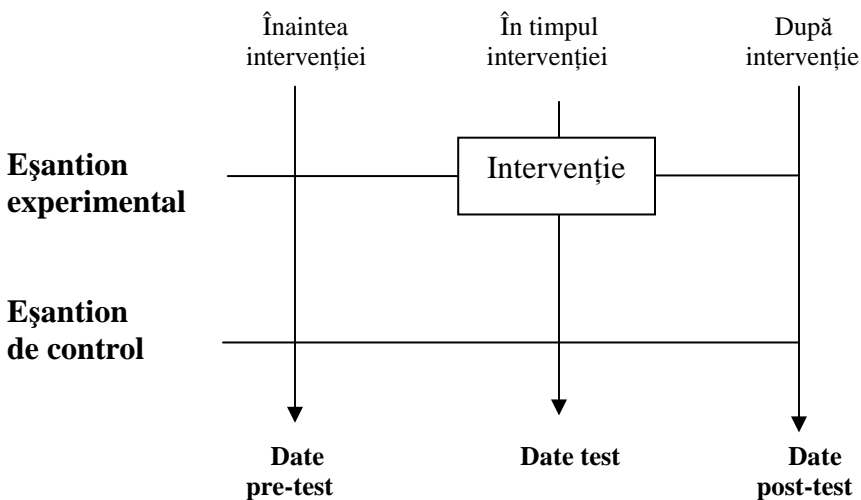 Înaintea
intervenției
În timpul
intervenției
După
intervenție
Eşantion
experimental
Intervenție
Eşantion
de control
Date
pre-test
Date test
Date
post-test